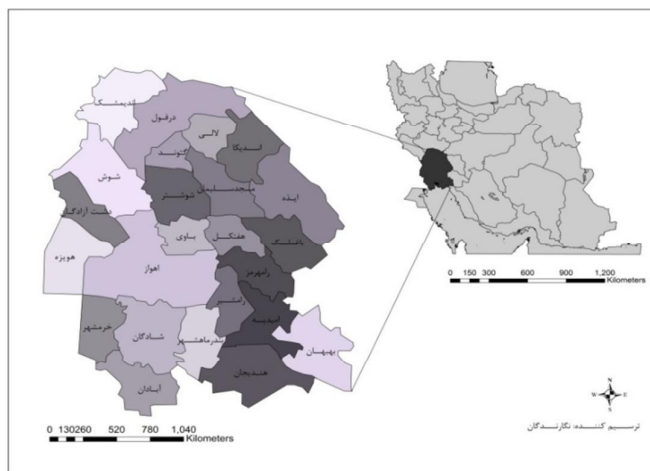 اندیمشک
دزفول
لالی
اندیکا
گتوند
شوش
شوشتر
مسجدسلیمان
ایذه
دشت آزادگان
باوی
هفتکل
باغملک
هویزه
اهواز
رامهرمز
رامشیر
امیدیه
خرمشهر
شادگان
بندرماهشهر
بهبهان
هندیجان
آبادان
0 130260 520 780 1,040
Kilometers
0 150 300 600 900 1,200
Kilometers
N
W E
S
ترسیم کننده: نگارندگان